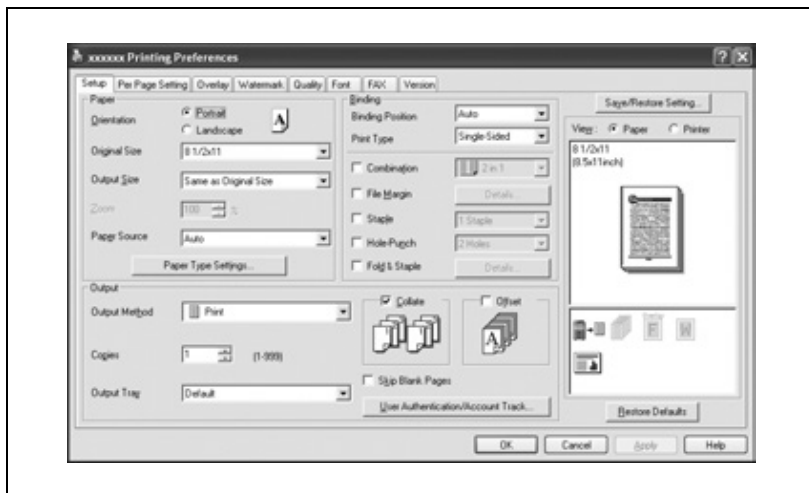 xxxxxx Printing Preferences
Setup Per Page Setting Overlay Watermark Quality Font FAX Version
Paper
Orientation
Portrait
Landscape
A
Original Size
8 1/2x11
Output Size
Same as Original Size
Zoom
100 %
Paper Source
Auto
Paper Type Settings...
Binding
Binding Position
Auto
Print Type
Single-Sided
Combination
2 in 1
File Margin
Details...
Staple
1 Staple
Hole-Punch
2 Holes
Fold & Staple
Details...
Output
Output Method
Print
Copies
1
(1-999)
Output Tray
Default
Collate
Offset
A
Skip Blank Pages
User Authentication/Account Track...
Save/Restore Setting...
View : Paper Printer
8 1/2x11
(8.5x11inch)
W
Restore Defaults
OK Cancel Apply Help